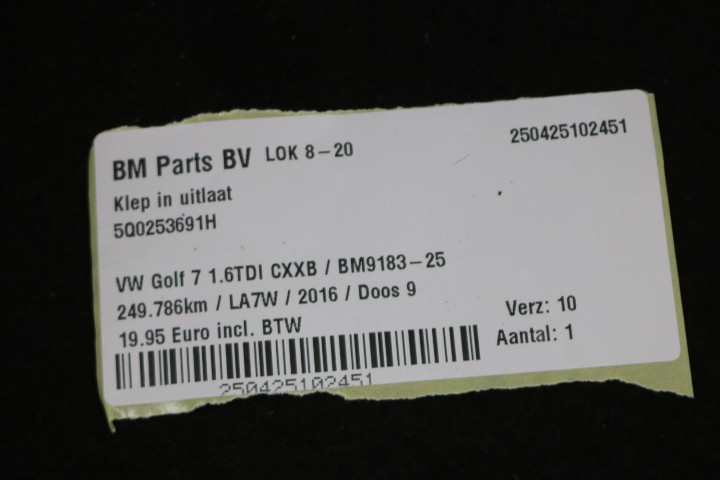 BM Parts BV LOK 8-20
250425102451
Klep in uitlaat
5Q0253691H
VW Golf 7 1.6TDI CXXB / BM9183-25
249.786km / LA7W / 2016 / Doos 9
19.95 Euro incl. BTW
Verz: 10
Aantal: 1
250425102451